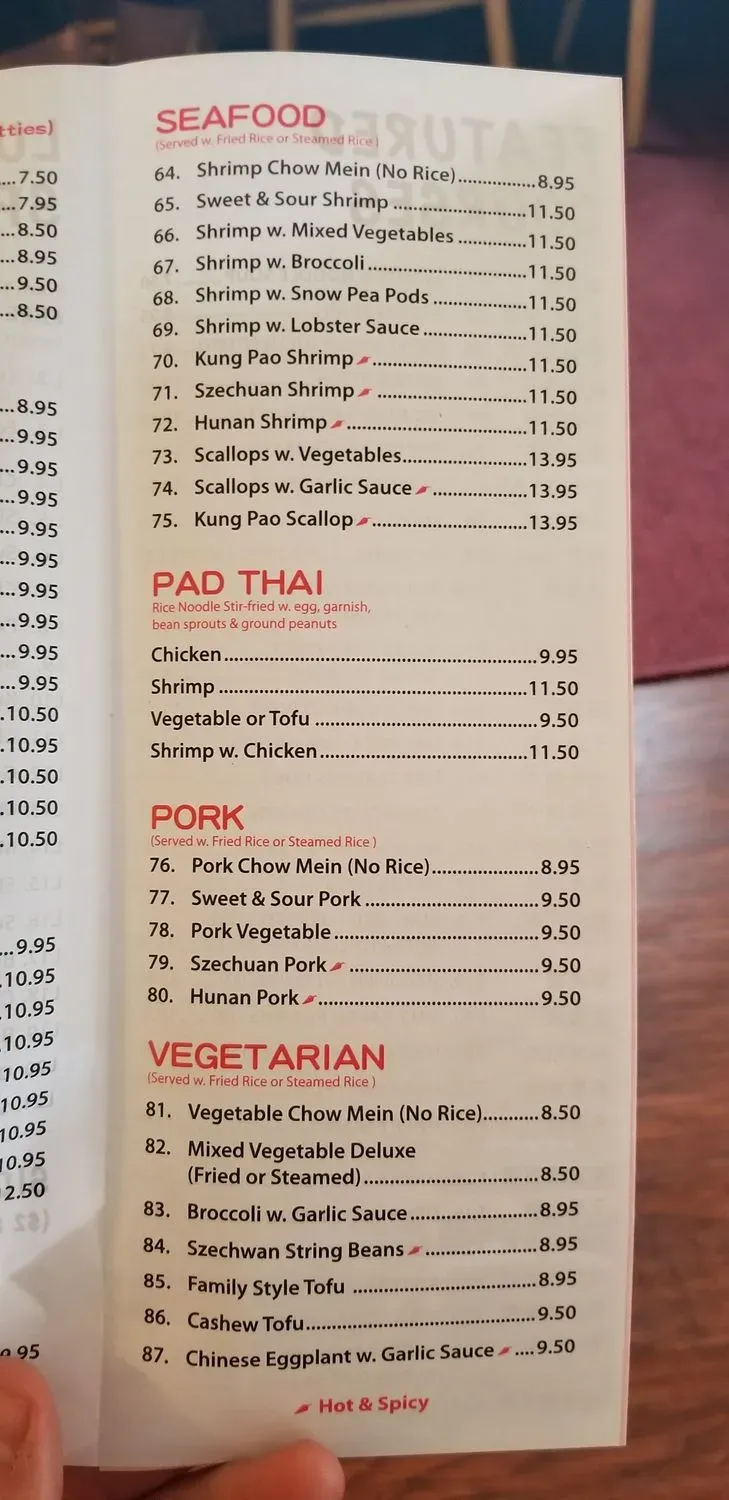 tties)
...7.50
...7.95
...8.50
...8.95
...9.50
...8.50
...8.95
...9.95
...9.95
...9.95
...9.95
...9.95
...9.95
...9.95
...9.95
...9.95
.10.50
.10.95
.10.50
.10.50
.10.50
...9.95
.10.95
.10.95
.10.95
10.95
10.95
10.95
10.95
2.50
SEAFOOD
(Served w. Fried Rice or Steamed Rice )
64. Shrimp Chow Mein (No Rice)...............8.95
65. Sweet & Sour Shrimp .........................11.50
66. Shrimp w. Mixed Vegetables .............11.50
67. Shrimp w. Broccoli..............................11.50
68. Shrimp w. Snow Pea Pods ..................11.50
69. Shrimp w. Lobster Sauce ....................11.50
70. Kung Pao Shrimp ..............................11.50
71. Szechuan Shrimp .............................11.50
72. Hunan Shrimp ...................................11.50
73. Scallops w. Vegetables........................13.95
74. Scallops w. Garlic Sauce ..................13.95
75. Kung Pao Scallop ..............................13.95
PAD THAI
Rice Noodle Stir-fried w. egg, garnish,
bean sprouts & ground peanuts
Chicken.............................................................9.95
Shrimp ............................................................11.50
Vegetable or Tofu ...........................................9.50
Shrimp w. Chicken........................................11.50
PORK
(Served w. Fried Rice or Steamed Rice )
76. Pork Chow Mein (No Rice).....................8.95
77. Sweet & Sour Pork ..................................9.50
78. Pork Vegetable ........................................9.50
79. Szechuan Pork .....................................9.50
80. Hunan Pork ...........................................9.50
VEGETARIAN
(Served w. Fried Rice or Steamed Rice )
81. Vegetable Chow Mein (No Rice)...........8.50
82. Mixed Vegetable Deluxe
(Fried or Steamed)..................................8.50
83. Broccoli w. Garlic Sauce.........................8.95
84. Szechwan String Beans ......................8.95
85. Family Style Tofu ....................................8.95
86. Cashew Tofu.............................................9.50
87. Chinese Eggplant w. Garlic Sauce ....9.50
Hot & Spicy